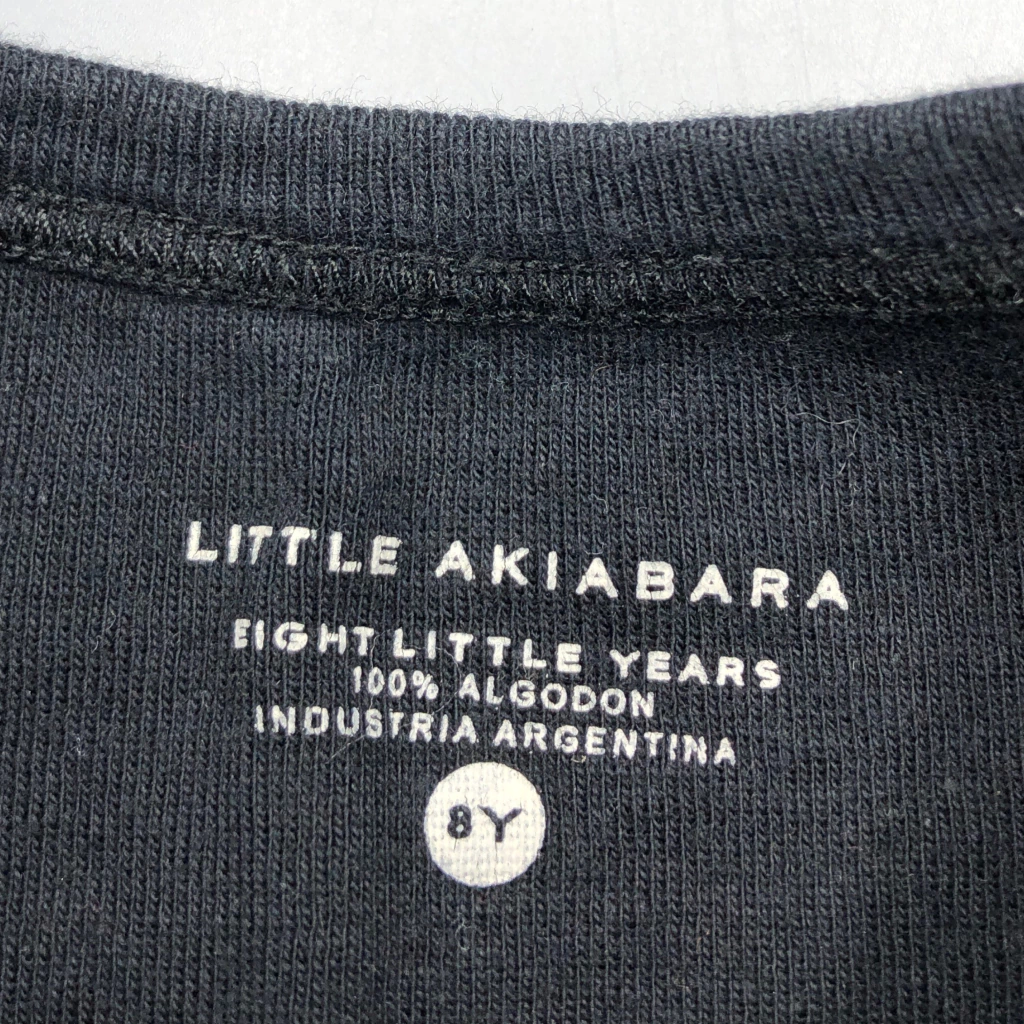 LITTLE AKIABARA
EIGHT LITTLE YEARS
100% ALGODON
INDUSTRIA ARGENTINA
8Y